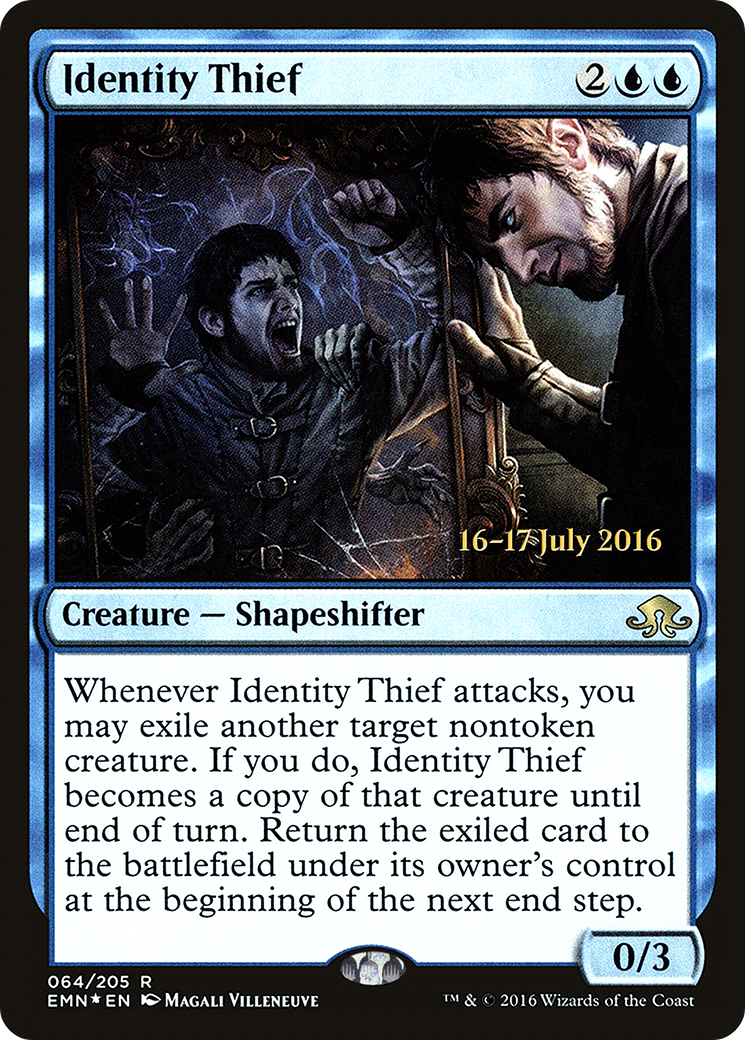 Identity Thief 2
16–17 July 2016
Creature — Shapeshifter
Whenever Identity Thief attacks, you
may exile another target nontoken
creature. If you do, Identity Thief
becomes a copy of that creature until
end of turn. Return the exiled card to
the battlefield under its owner's control
at the beginning of the next end step.
0/3
064/205 R
EMN★EN Magali Villeneuve
™ & © 2016 Wizards of the Coast